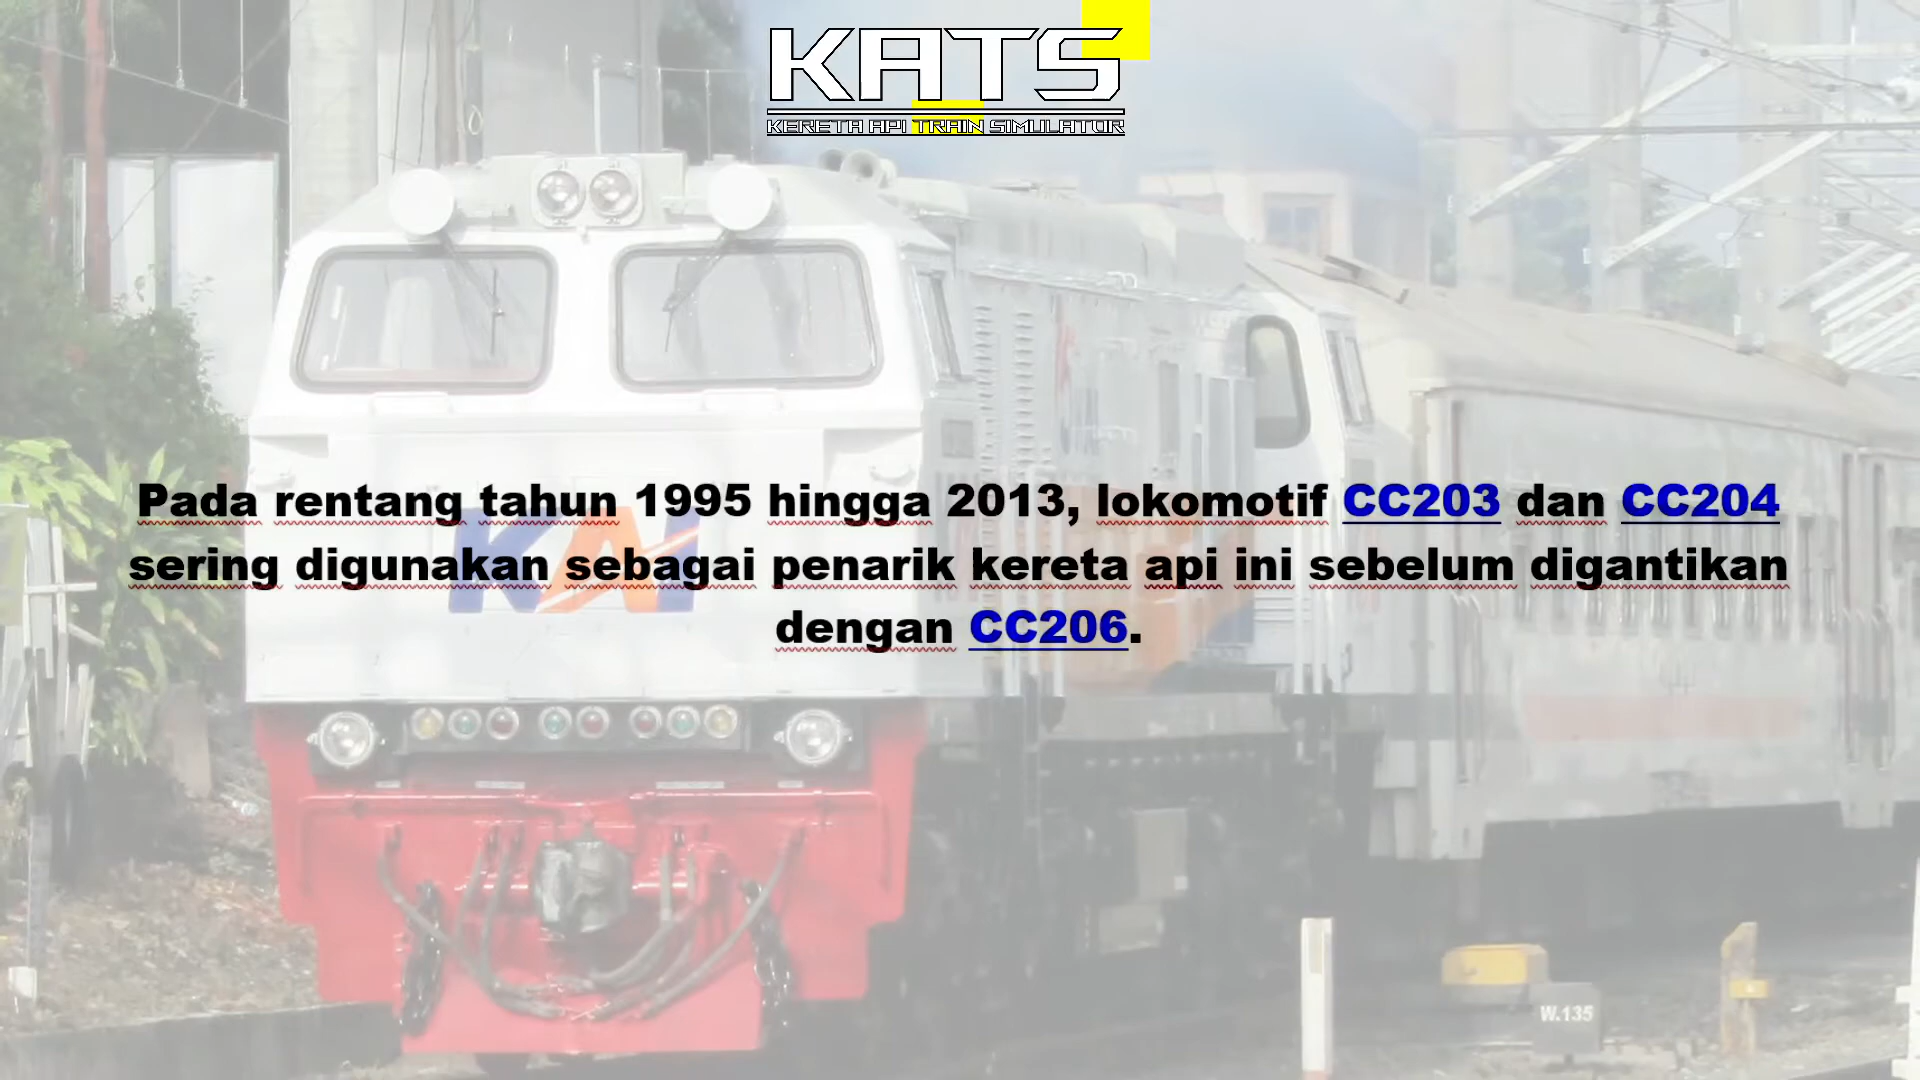 KATS
KERETA API TRAIN SIMULATOR
Pada rentang tahun 1995 hingga 2013, lokomotif CC203 dan CC204
sering digunakan sebagai penarik kereta api ini sebelum digantikan
dengan CC206.
KAI
W.135